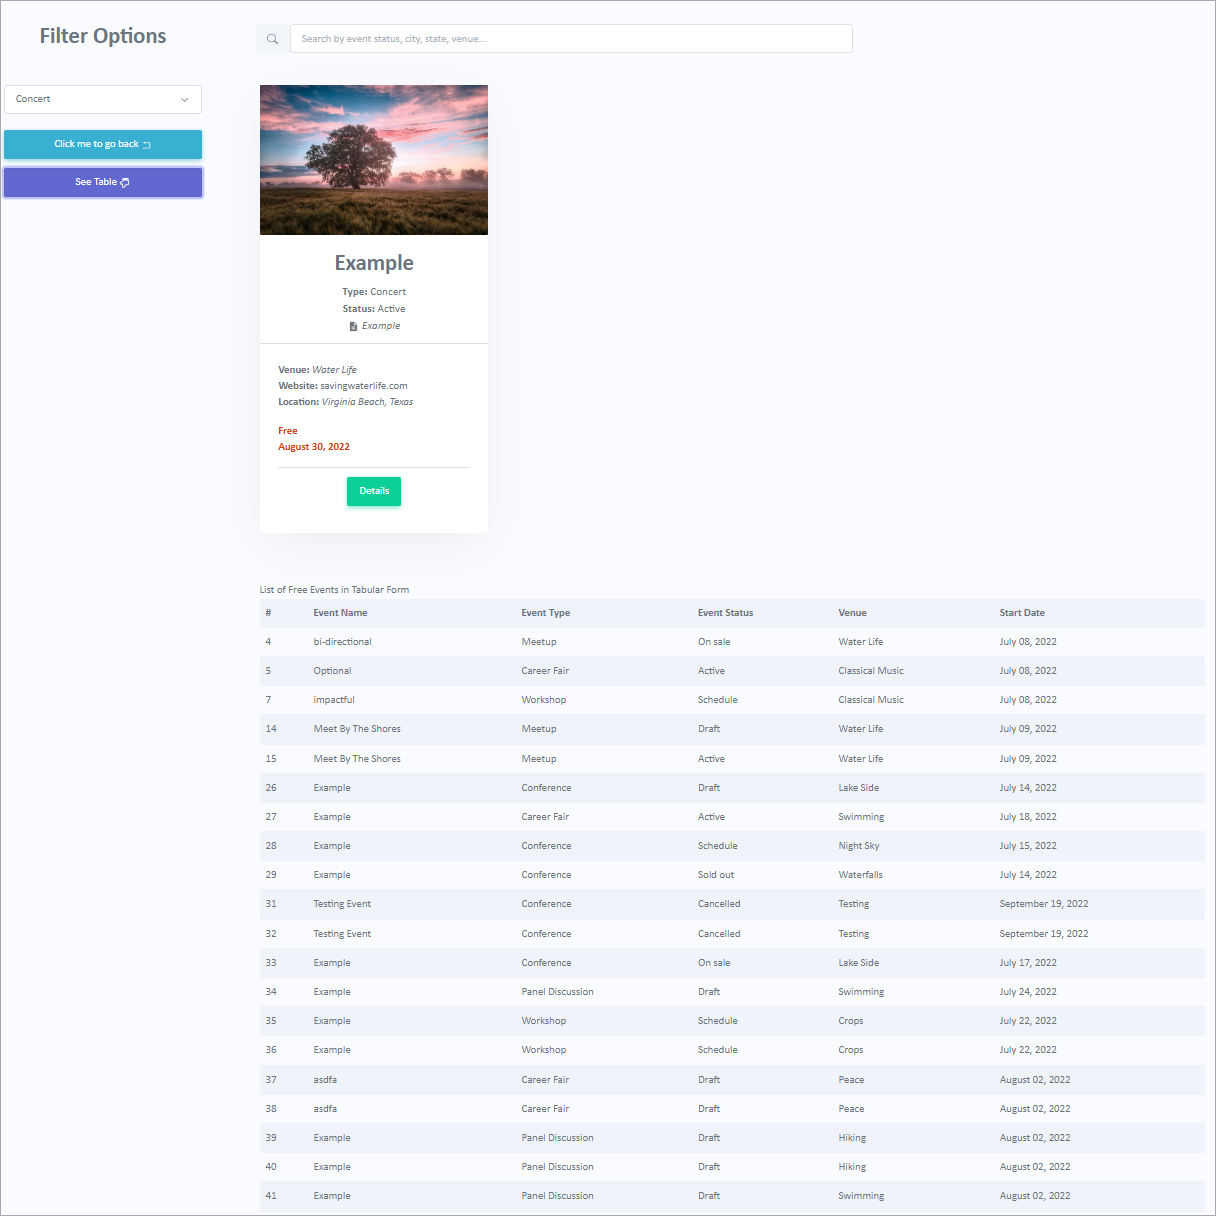 Filter Options
Search by event status, city, state, venue...
Concert
Click me to go back
See Table
Example
Type: Concert
Status: Active
Example
Venue: Water Life
Website: savingwaterlife.com
Location: Virginia Beach, Texas
Free
August 30, 2022
Details
List of Free Events in Tabular Form
# Event Name Event Type Event Status Venue Start Date
4 bi-directional Meetup On sale Water Life July 08, 2022
5 Optional Career Fair Active Classical Music July 08, 2022
7 impactful Workshop Schedule Classical Music July 08, 2022
14 Meet By The Shores Meetup Draft Water Life July 09, 2022
15 Meet By The Shores Meetup Active Water Life July 09, 2022
26 Example Conference Draft Lake Side July 14, 2022
27 Example Career Fair Active Swimming July 18, 2022
28 Example Conference Schedule Night Sky July 15, 2022
29 Example Conference Sold out Waterfalls July 14, 2022
31 Testing Event Conference Cancelled Testing September 19, 2022
32 Testing Event Conference Cancelled Testing September 19, 2022
33 Example Conference On sale Lake Side July 17, 2022
34 Example Panel Discussion Draft Swimming July 24, 2022
35 Example Workshop Schedule Crops July 22, 2022
36 Example Workshop Schedule Crops July 22, 2022
37 asdfa Career Fair Draft Peace August 02, 2022
38 asdfa Career Fair Draft Peace August 02, 2022
39 Example Panel Discussion Draft Hiking August 02, 2022
40 Example Panel Discussion Draft Hiking August 02, 2022
41 Example Panel Discussion Draft Swimming August 02, 2022